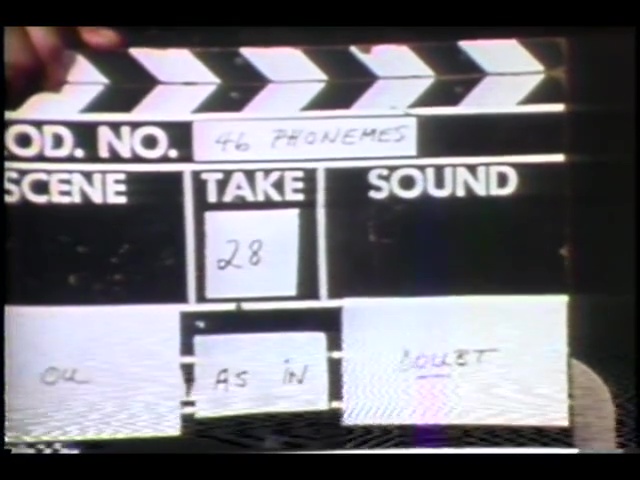 OD. NO. 46 PHONEMES
SCENE TAKE SOUND
28
OU AS IN DOUBT